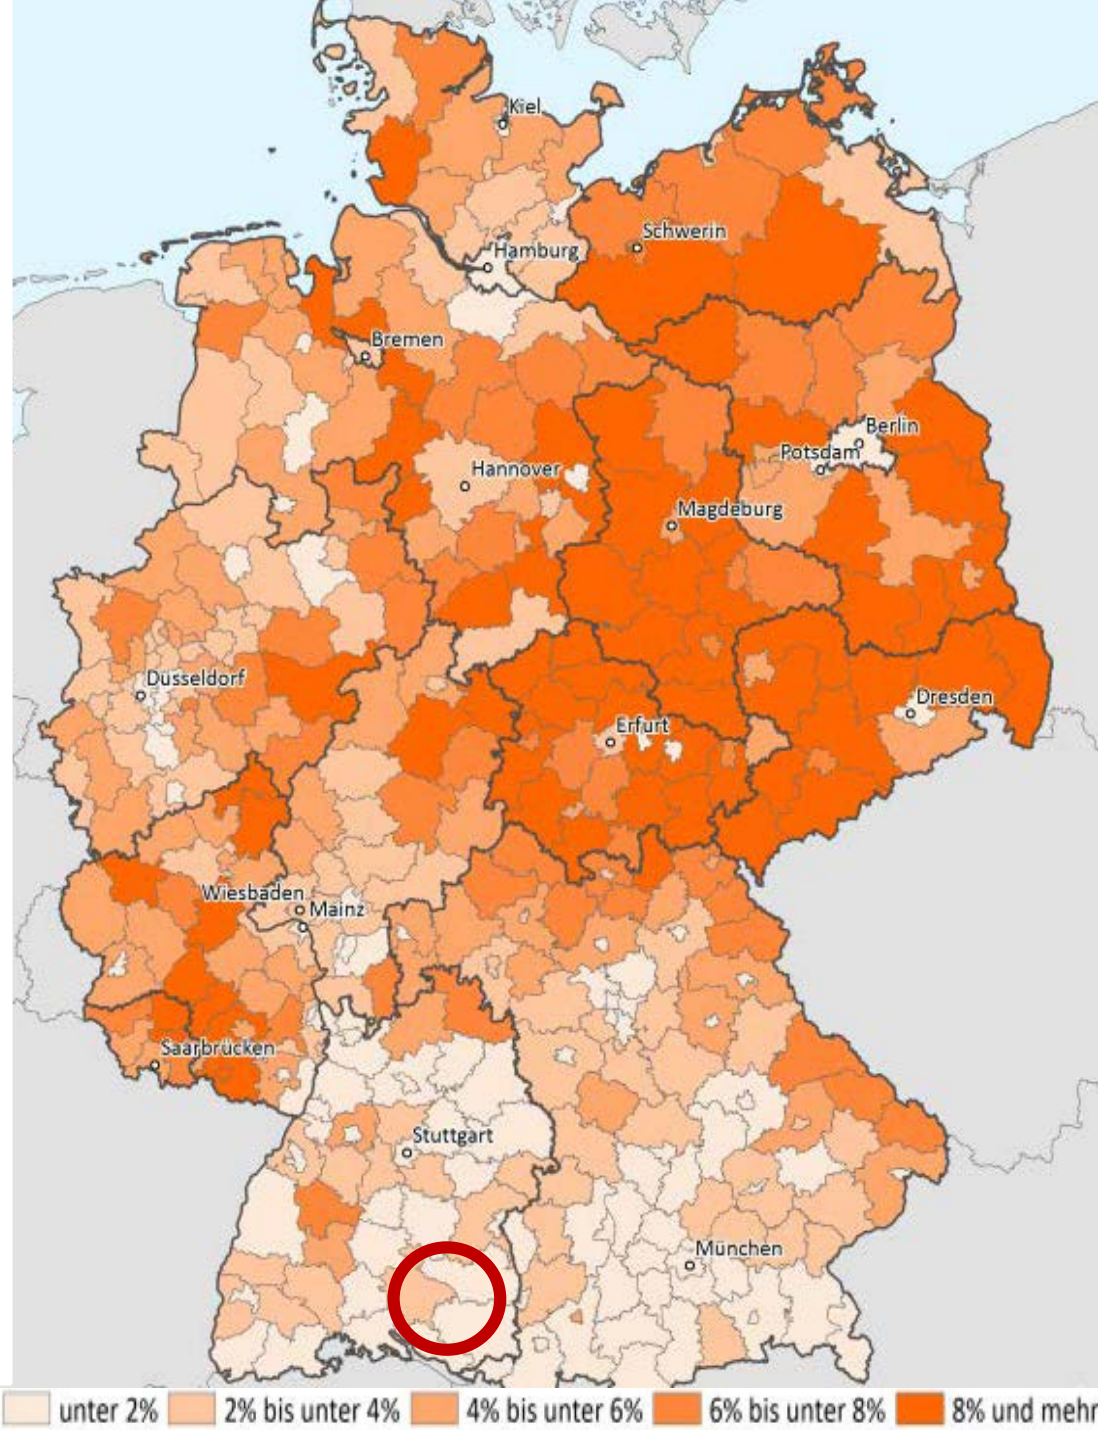 Kiel
Schwerin
Hamburg
Bremen
Berlin
Potsdam
Hannover
Magdeburg
Düsseldorf
Dresden
Erfurt
Wiesbaden
Mainz
Saarbrücken
Stuttgart
München
unter 2% 2% bis unter 4% 4% bis unter 6% 6% bis unter 8% 8% und mehr